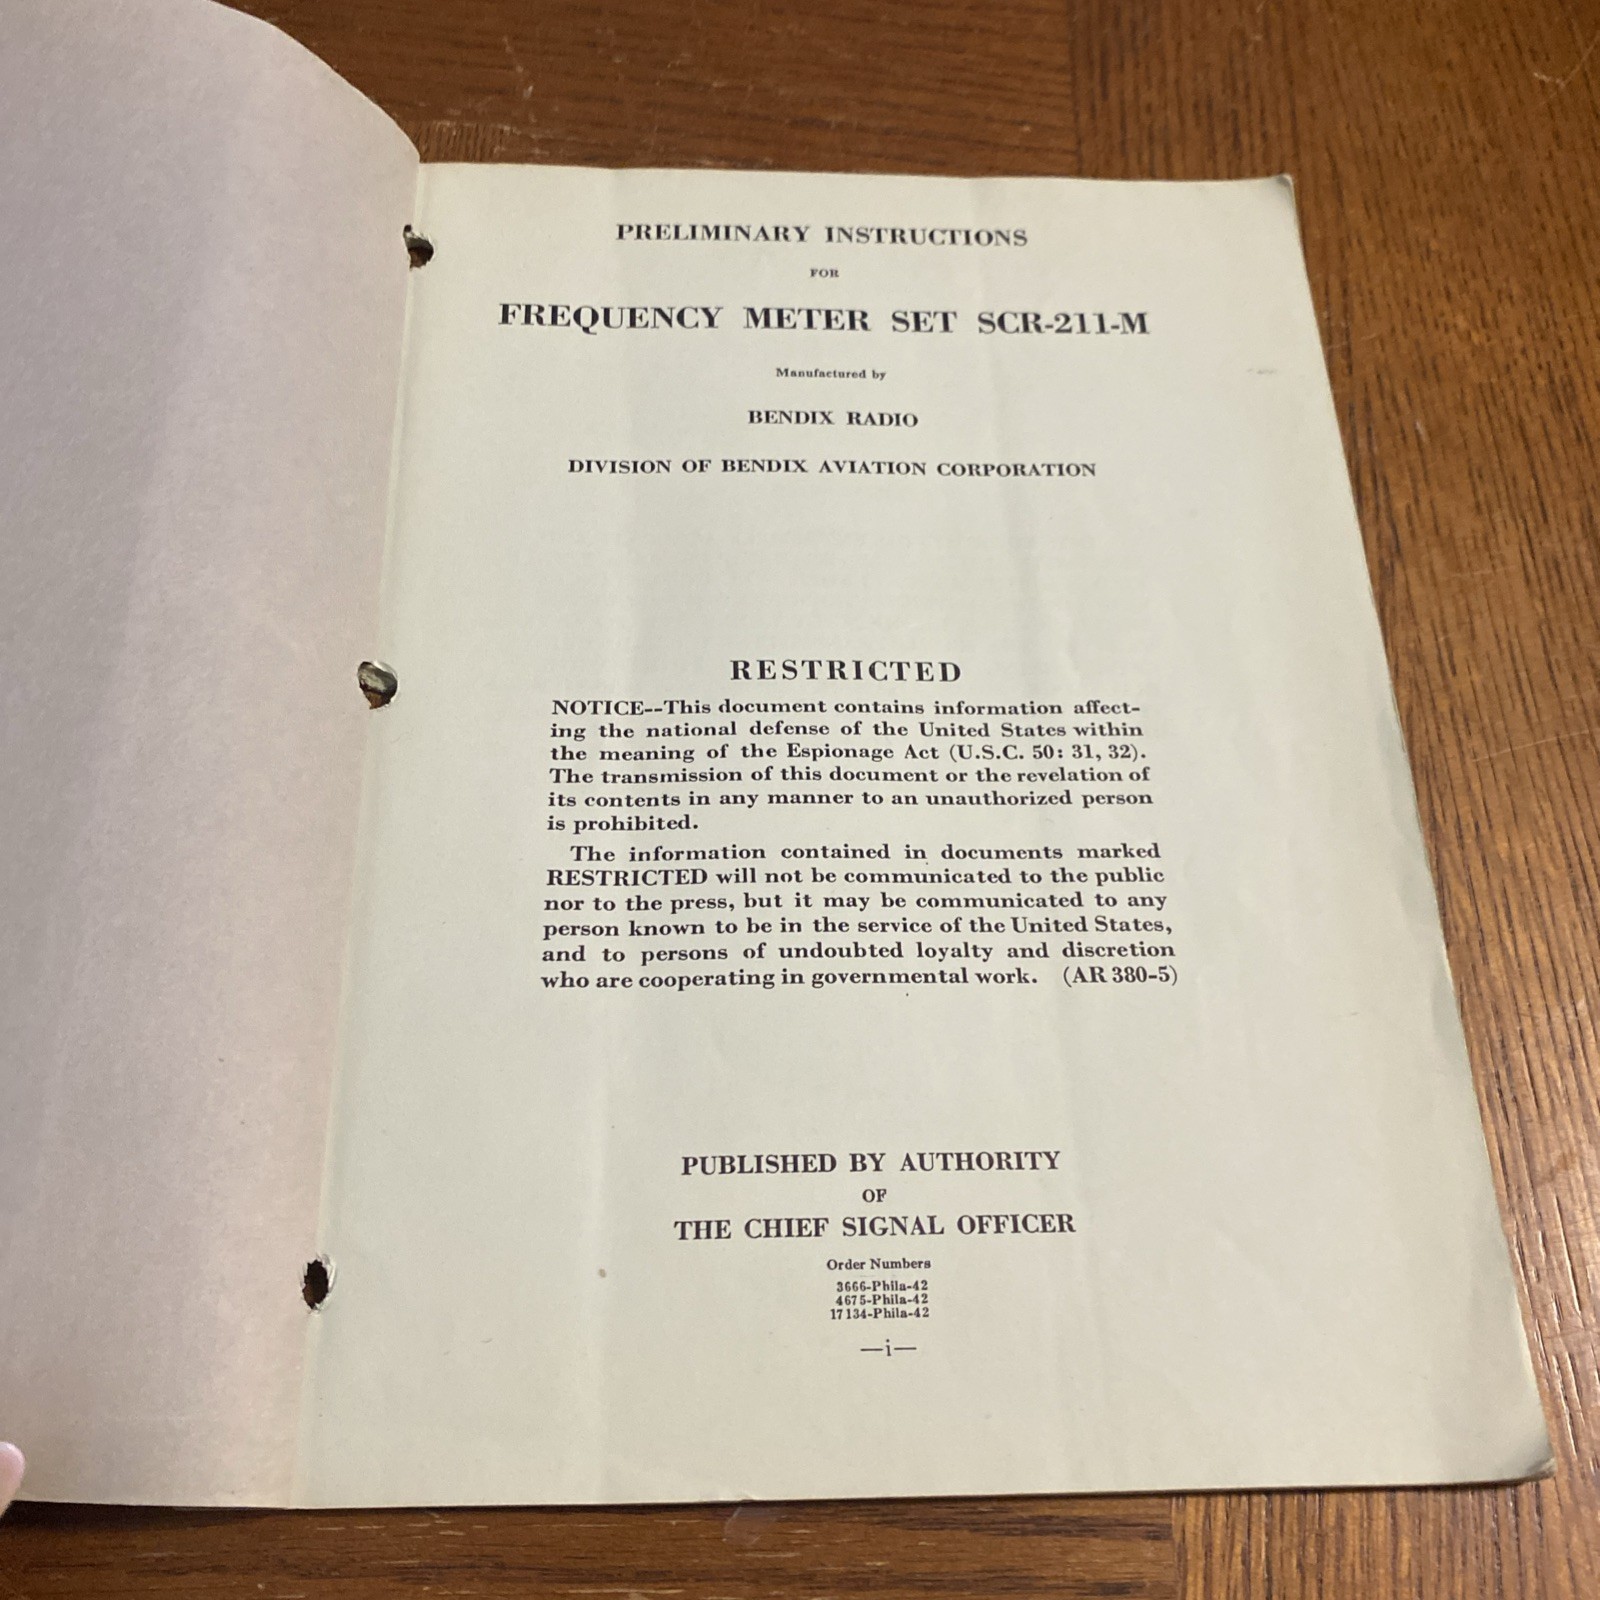 PRELIMINARY INSTRUCTIONS
FOR
FREQUENCY METER SET SCR-211-M
Manufactured by
BENDIX RADIO
DIVISION OF BENDIX AVIATION CORPORATION
RESTRICTED
NOTICE--This document contains information affect-
ing the national defense of the United States within
the meaning of the Espionage Act (U.S.C. 50: 31, 32).
The transmission of this document or the revelation of
its contents in any manner to an unauthorized person
is prohibited.
The information contained in documents marked
RESTRICTED will not be communicated to the public
nor to the press, but it may be communicated to any
person known to be in the service of the United States,
and to persons of undoubted loyalty and discretion
who are cooperating in governmental work. (AR 380-5)
PUBLISHED BY AUTHORITY
OF
THE CHIEF SIGNAL OFFICER
Order Numbers
3666-Phila-42
4675-Phila-42
17134-Phila-42
—i—